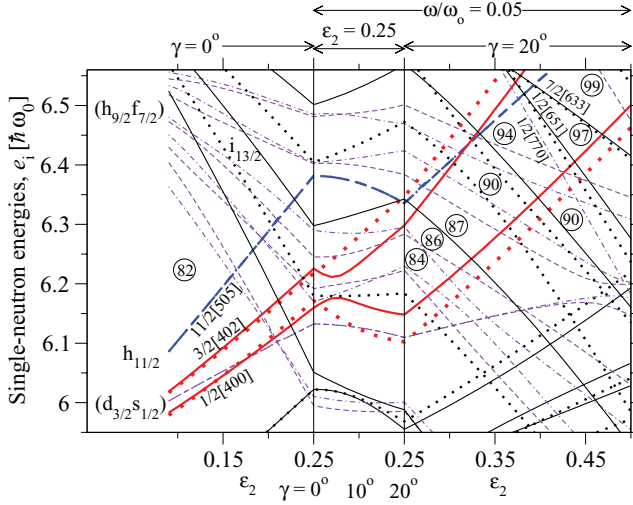 ω/ω₀ = 0.05
γ = 0° ε₂ = 0.25 γ = 20°
Single-neutron energies, eᵢ [ħ ω₀]
6.5
6.4
6.3
6.2
6.1
6
(h₉/₂f₇/₂)
i₁₃/₂
h₁₁/₂
(d₃/₂s₁/₂)
82
11/2[505]
3/2[402]
1/2[400]
84
86
87
90
94
90
97
99
7/2[633]
1/2[651]
1/2[770]
0.15 0.25 0.25 0.35 0.45
ε₂ γ = 0° 10° 20° ε₂